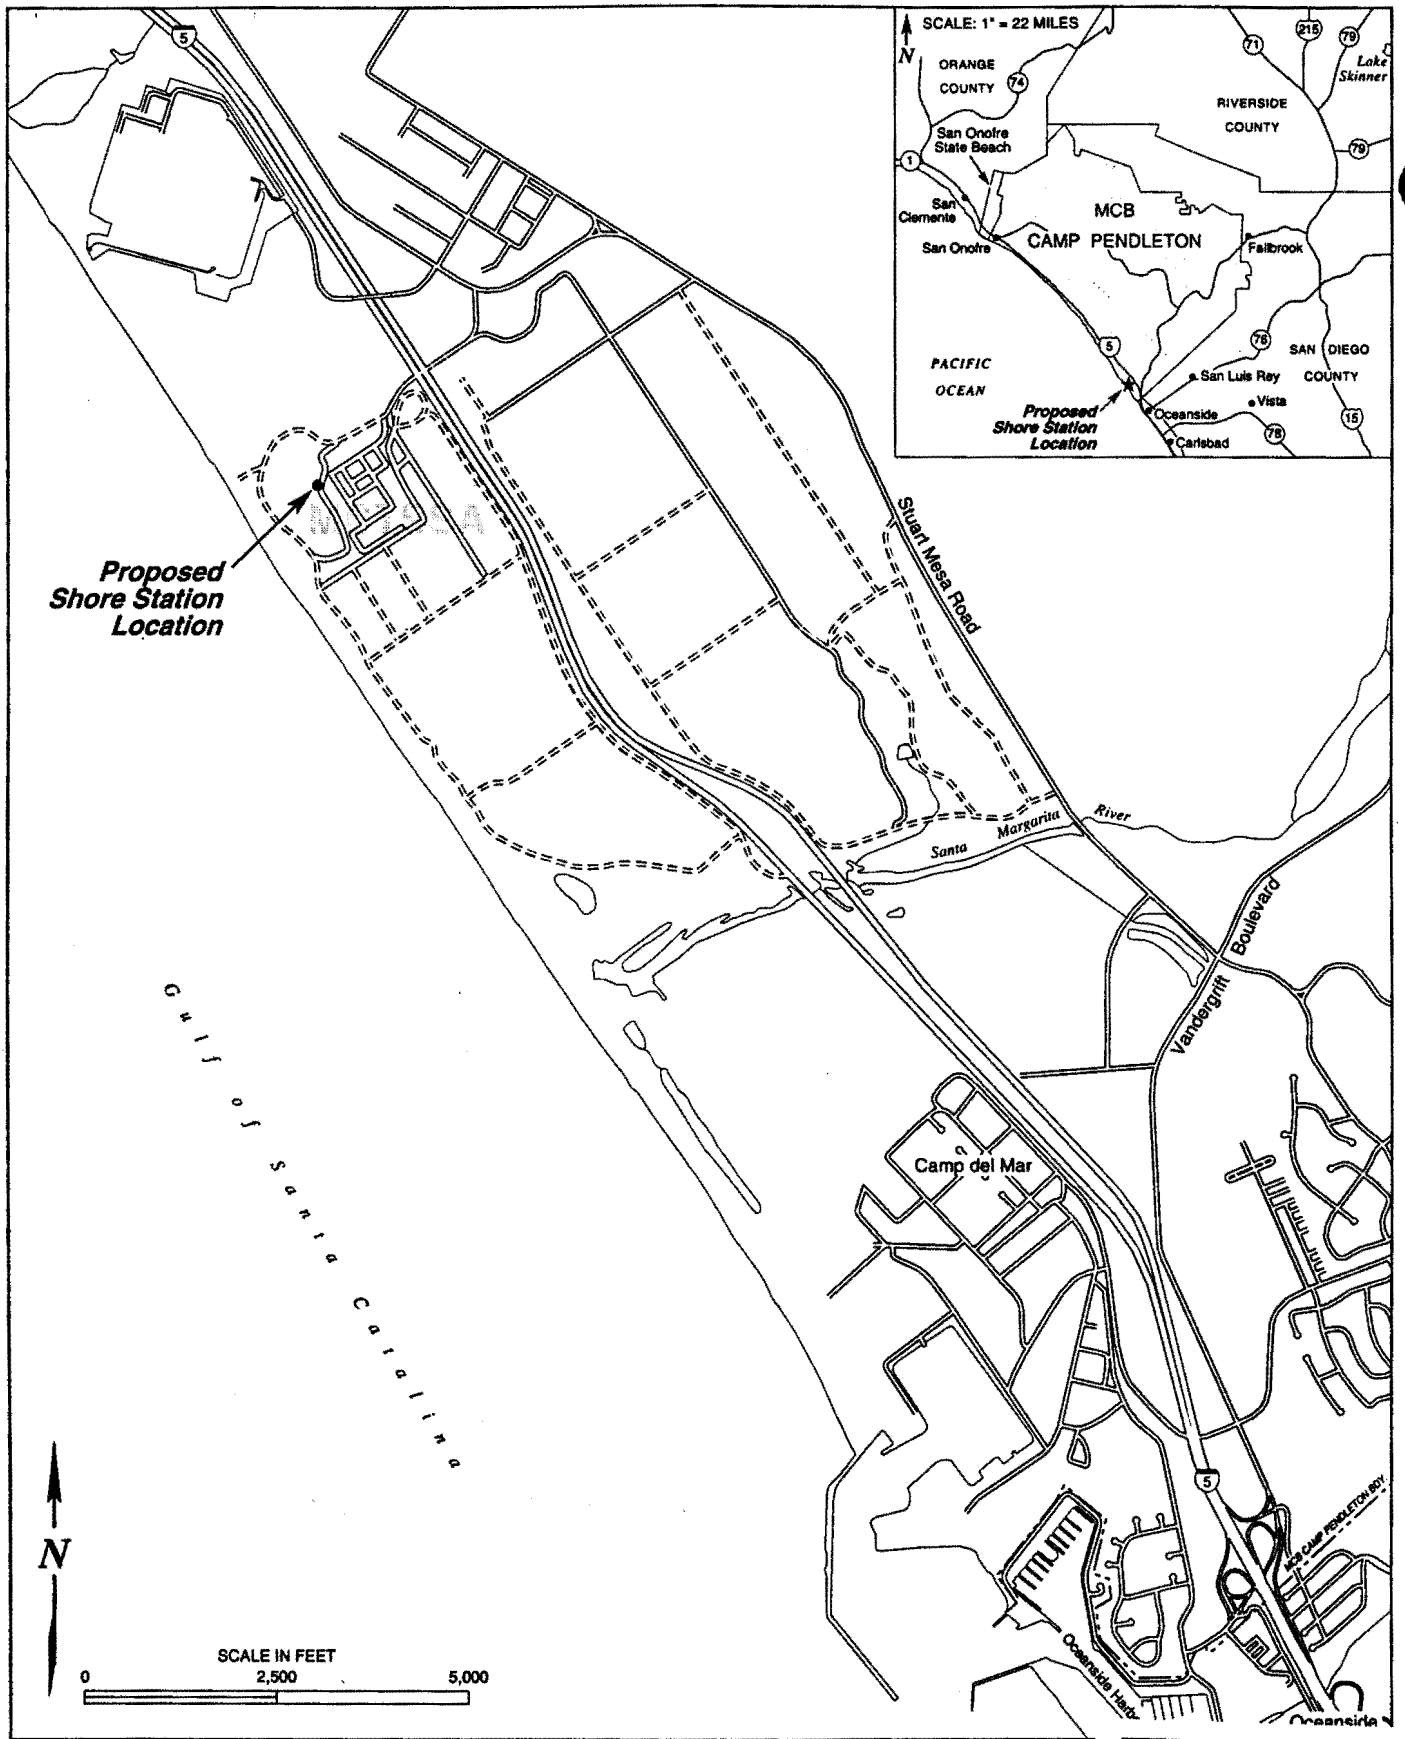 5
SCALE: 1" = 22 MILES
N
ORANGE
COUNTY
74
71
215
79
Lake
Skinner
RIVERSIDE
COUNTY
79
San Onofre
State Beach
1
San
Clemente
San Onofre
MCB
CAMP PENDLETON
Fallbrook
5
76
SAN DIEGO
COUNTY
PACIFIC
OCEAN
San Luis Rey
Vista
Proposed
Shore Station
Location
Oceanside
15
78
Carlsbad
Proposed
Shore Station
Location
Stuart Mesa Road
Santa Margarita River
Vandergrift Boulevard
Gulf of Santa Catalina
Camp del Mar
5
MCB CAMP PENDLETON BDY.
N
SCALE IN FEET
0 2,500 5,000
Oceanside Harb
Oceanside